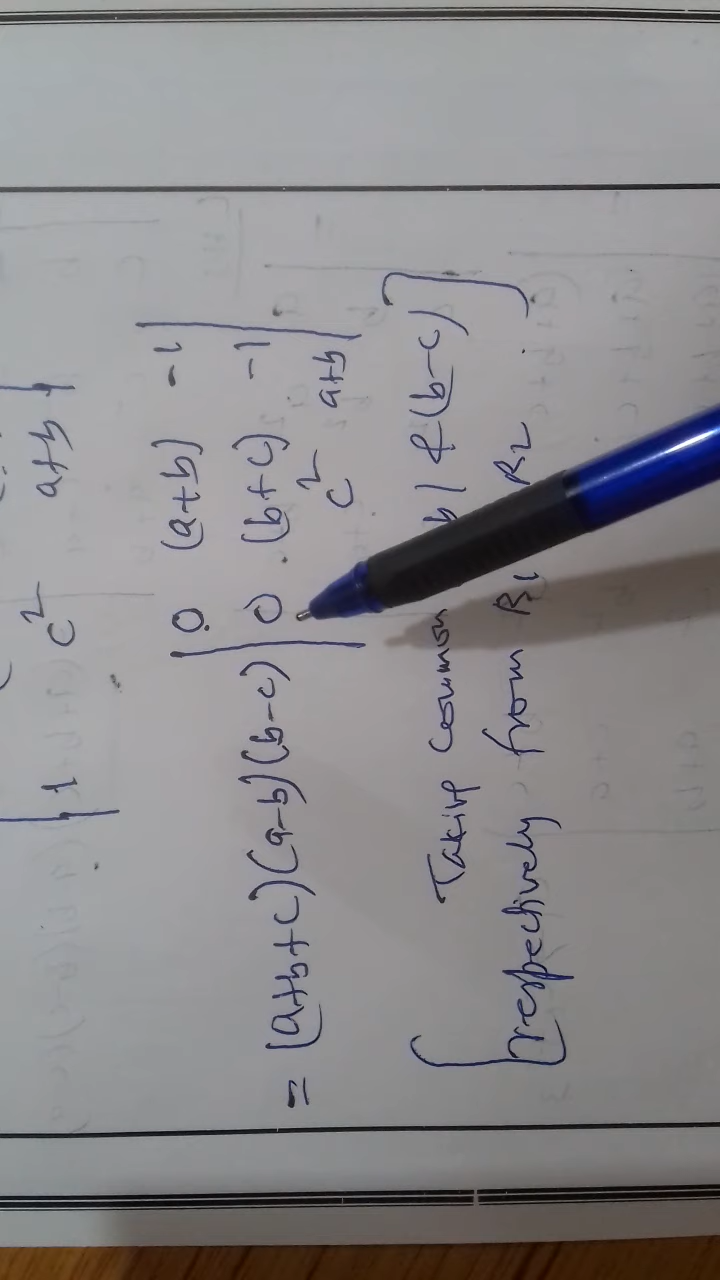 1 c² a+b
| 0 (a+b) -1 |
= (a+b+c)(a-b)(b-c) | 0 (b+c) -1 |
c² a+b |
[ Taking common b) & (b-c)
respectively from R1 R2 ]